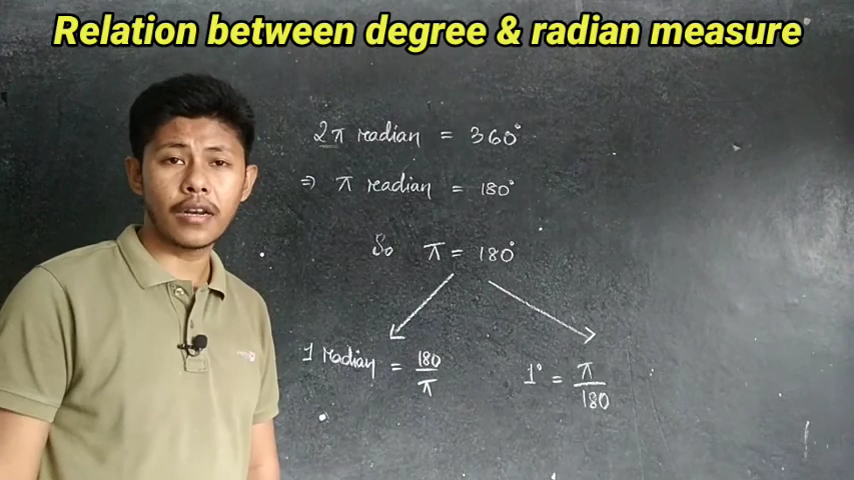 Relation between degree & radian measure
2π radian = 360°
⇒ π radian = 180°
So π = 180°
1 radian = 180/π
1° = π/180